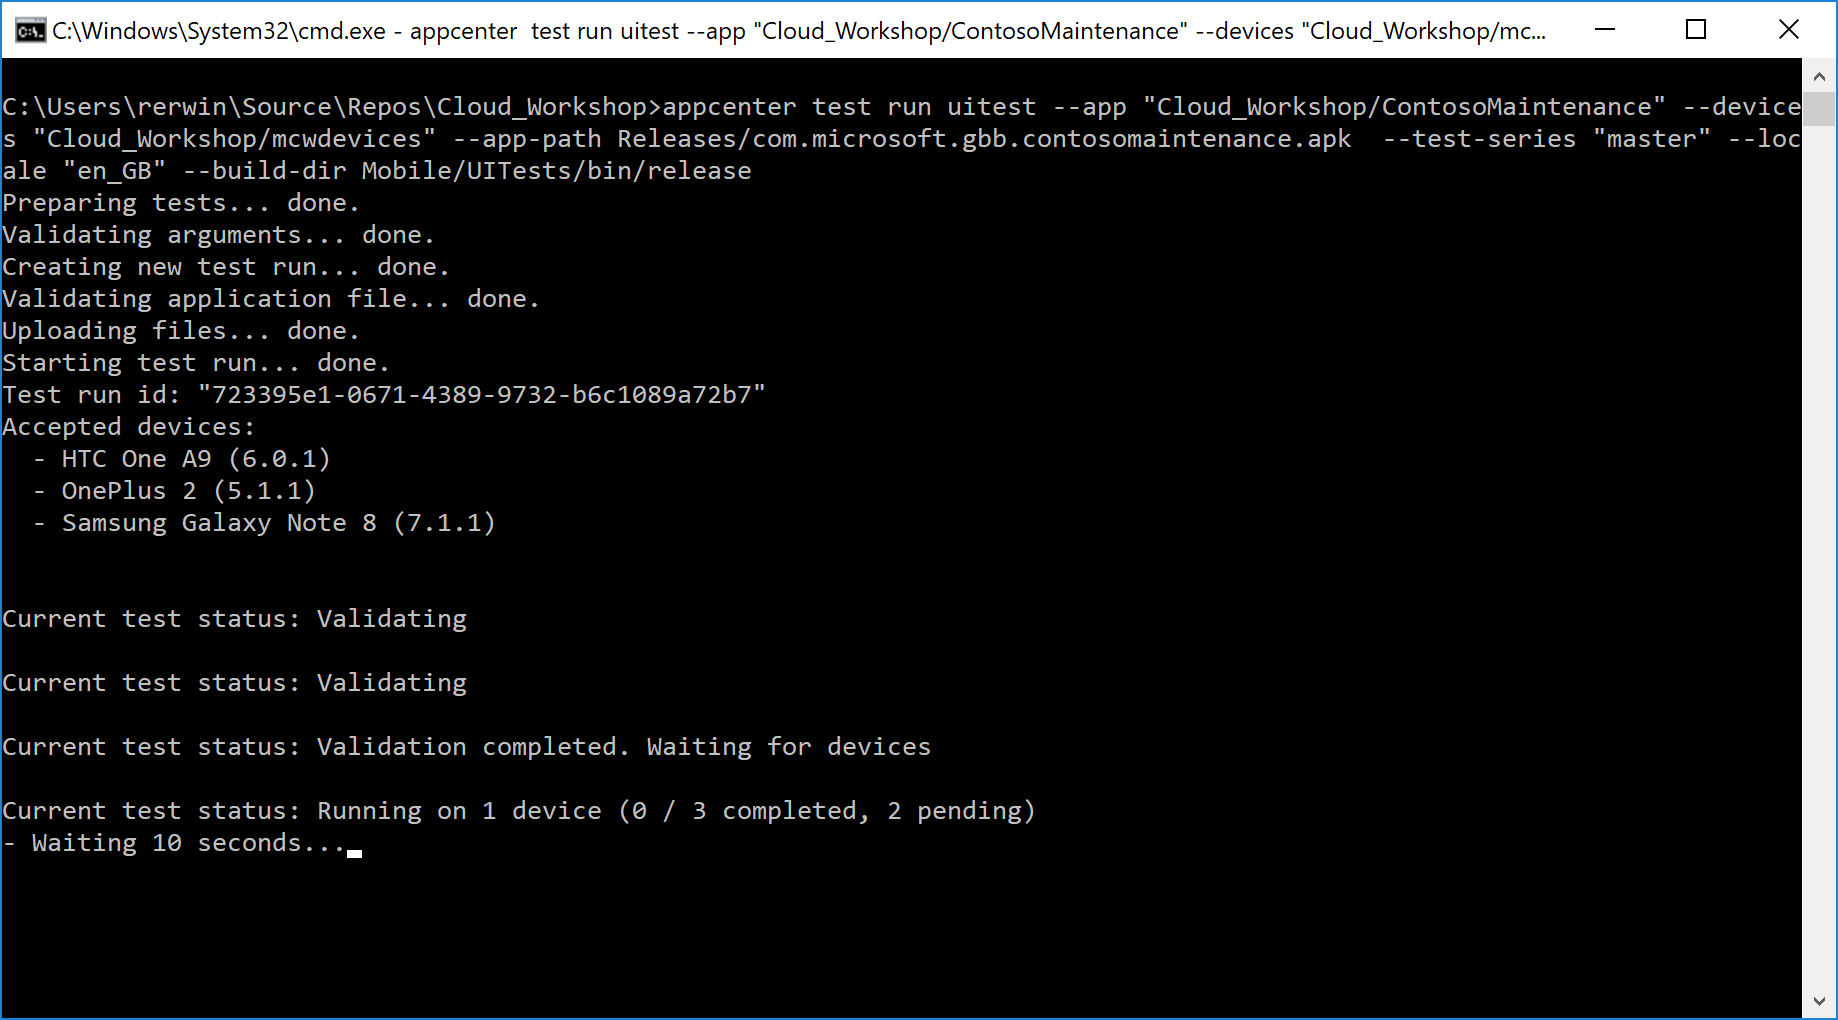 C:\Windows\System32\cmd.exe - appcenter  test run uitest --app "Cloud_Workshop/ContosoMaintenance" --devices "Cloud_Workshop/mc...
C:\Users\rerwin\Source\Repos\Cloud_Workshop>appcenter test run uitest --app "Cloud_Workshop/ContosoMaintenance" --device
s "Cloud_Workshop/mcwdevices" --app-path Releases/com.microsoft.gbb.contosomaintenance.apk  --test-series "master" --loc
ale "en_GB" --build-dir Mobile/UITests/bin/release
Preparing tests... done.
Validating arguments... done.
Creating new test run... done.
Validating application file... done.
Uploading files... done.
Starting test run... done.
Test run id: "723395e1-0671-4389-9732-b6c1089a72b7"
Accepted devices:
  - HTC One A9 (6.0.1)
  - OnePlus 2 (5.1.1)
  - Samsung Galaxy Note 8 (7.1.1)
Current test status: Validating
Current test status: Validating
Current test status: Validation completed. Waiting for devices
Current test status: Running on 1 device (0 / 3 completed, 2 pending)
- Waiting 10 seconds...